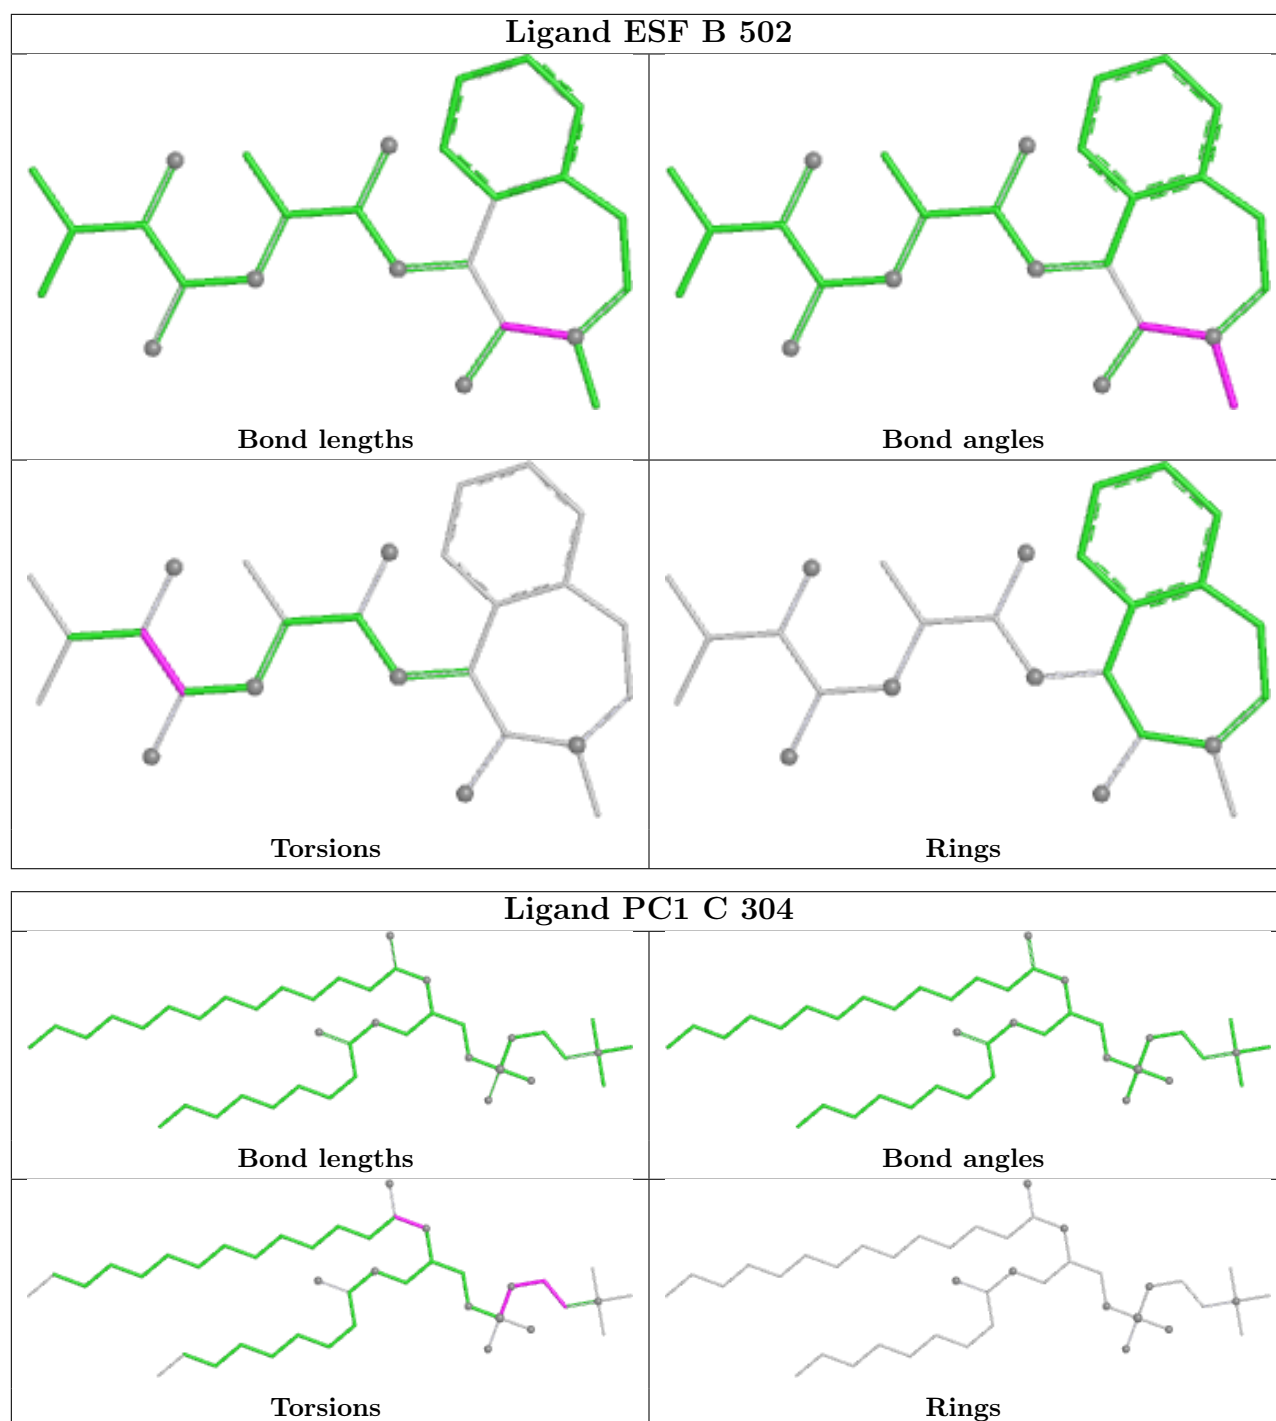 Ligand ESF B 502
Bond lengths
Bond angles
Torsions
Rings
Ligand PC1 C 304
Bond lengths
Bond angles
Torsions
Rings